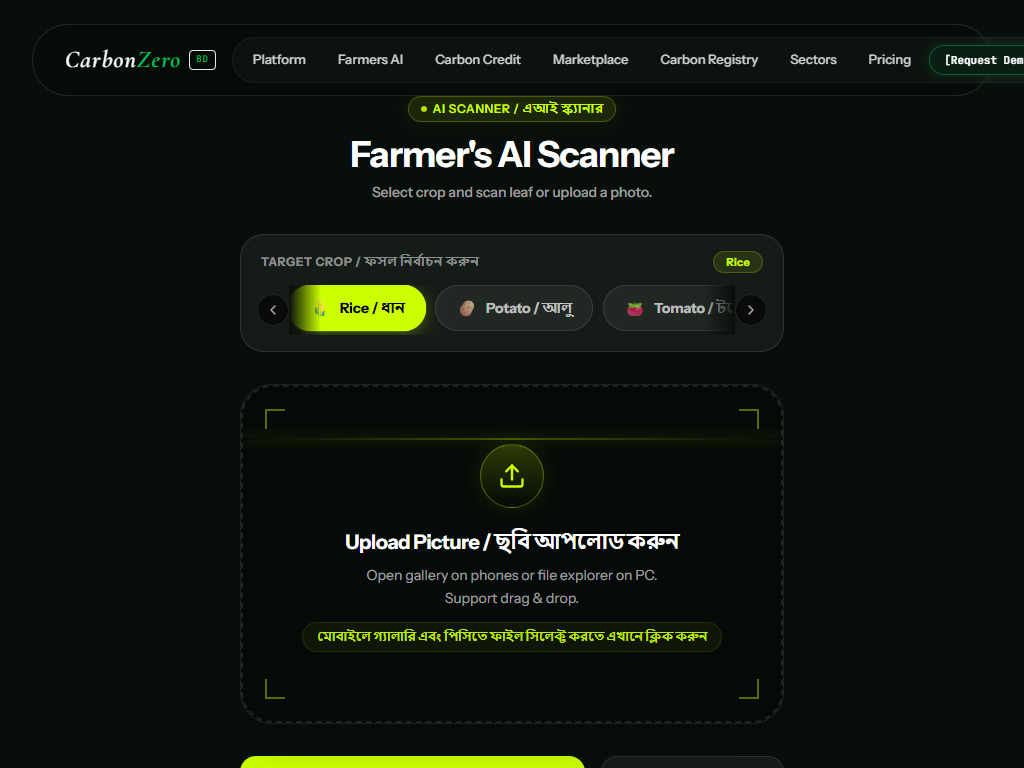 CarbonZero BD Platform Farmers AI Carbon Credit Marketplace Carbon Registry Sectors Pricing [Request Dem
AI SCANNER / এআই স্ক্যানার
Farmer's AI Scanner
Select crop and scan leaf or upload a photo.
TARGET CROP / ফসল নির্বাচন করুন Rice
Rice / ধান Potato / আলু Tomato /
Upload Picture / ছবি আপলোড করুন
Open gallery on phones or file explorer on PC.
Support drag & drop.
মোবাইলে গ্যালারি এবং পিসিতে ফাইল সিলেক্ট করতে এখানে ক্লিক করুন